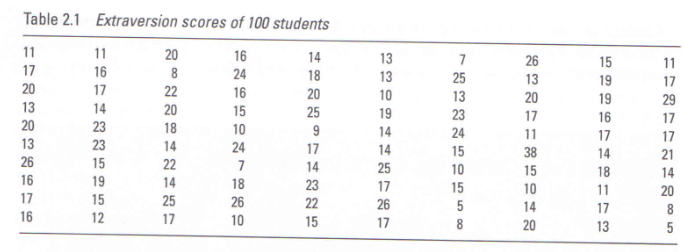 Table 2.1 Extraversion scores of 100 students
11 11 20 16 14 13 7 26 15 11
17 16 8 24 18 13 25 13 19 17
20 17 22 16 20 10 13 20 19 29
13 14 20 15 25 19 23 17 16 17
20 23 18 10 9 14 24 11 17 17
13 23 14 24 17 14 15 38 14 21
26 15 22 7 14 25 10 15 18 14
16 19 14 18 23 17 15 10 11 20
17 15 25 26 22 26 5 14 17 8
16 12 17 10 15 17 8 20 13 5